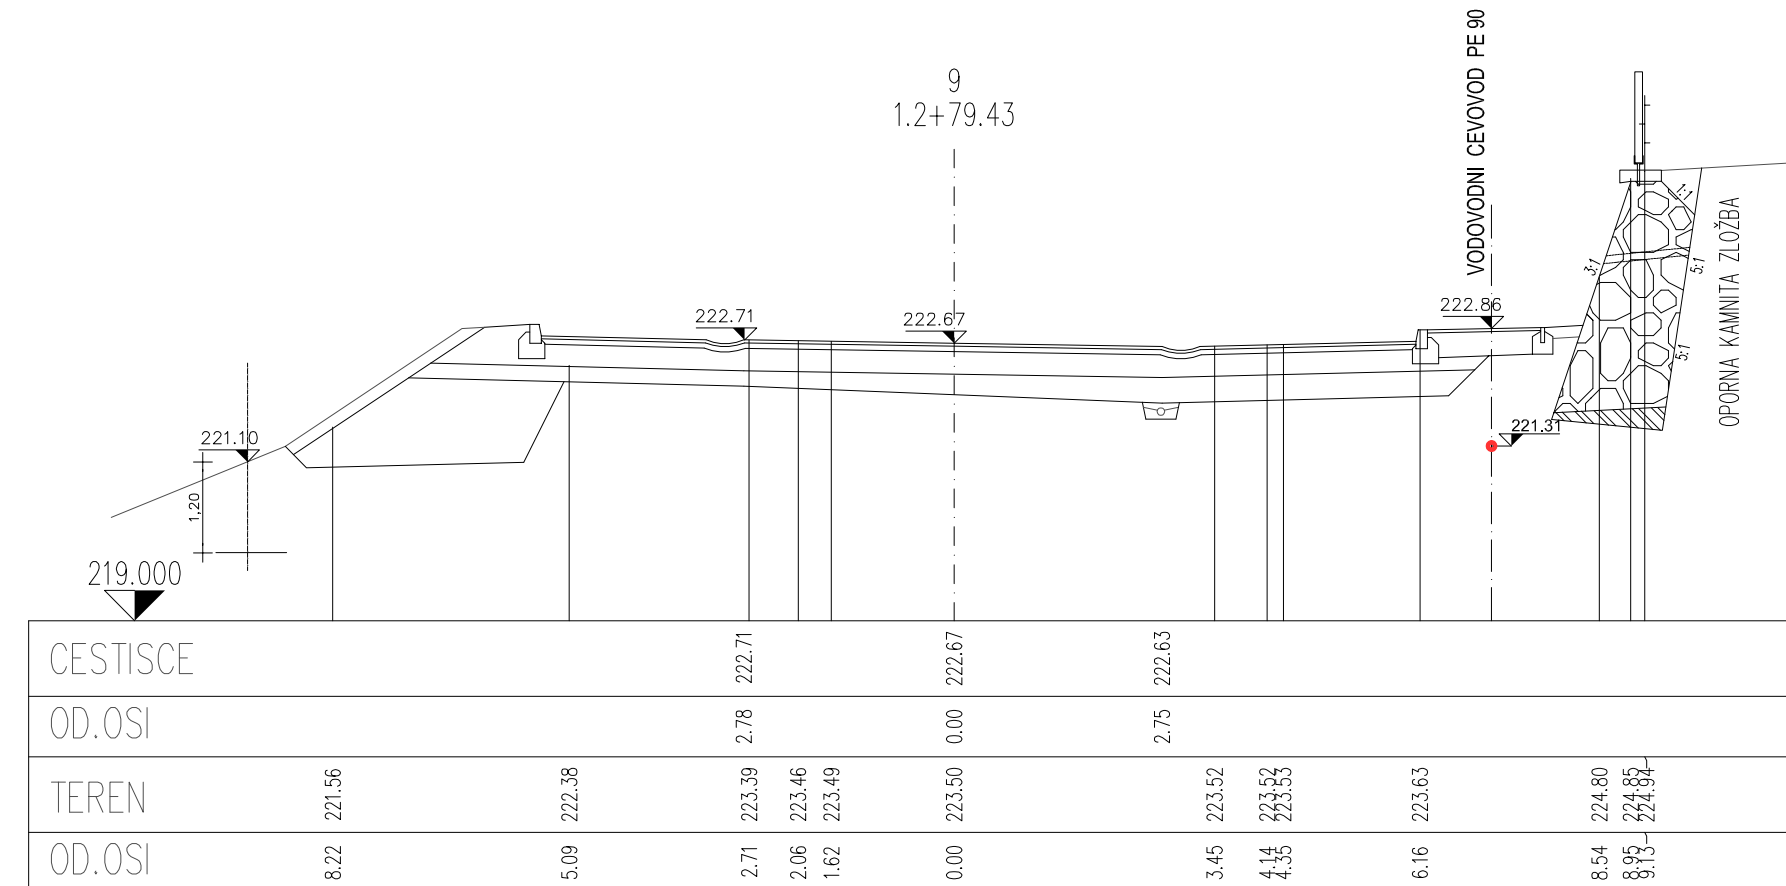 9
1.2+79.43
VODOVODNI CEVOVOD PE 90
222.71
222.67
222.86
221.10
221.31
1,20
219.000
1:1
3:1
5:1
5:1
OPORNA KAMNITA ZLOŽBA
CESTISCE 222.71 222.67 222.63
OD.OSI 2.78 0.00 2.75
TEREN 221.56 222.38 223.39 223.46 223.49 223.50 223.52 223.52 223.53 223.63 224.80 224.85 224.94
OD.OSI 8.22 5.09 2.71 2.06 1.62 0.00 3.45 4.14 4.35 6.16 8.54 8.95 9.13